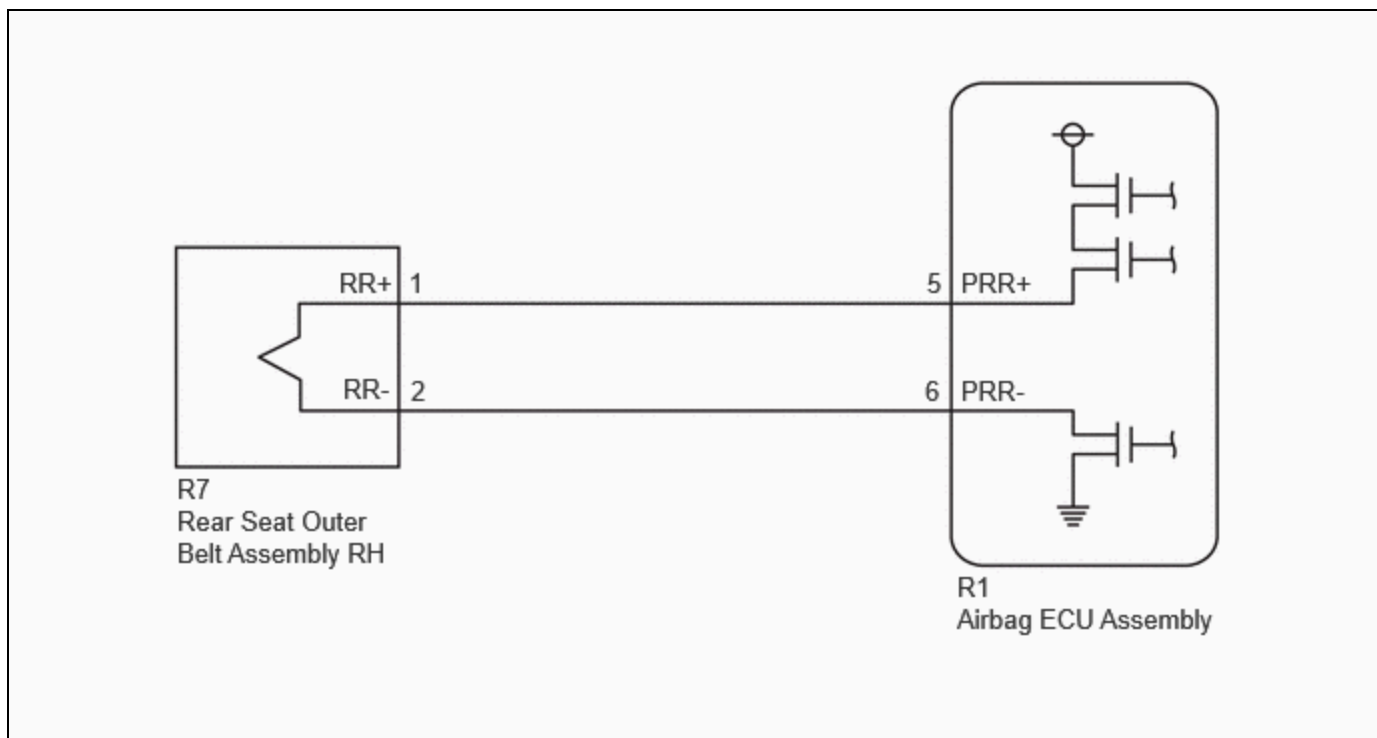 RR+ 1 5 PRR+
RR- 2 6 PRR-
R7
Rear Seat Outer
Belt Assembly RH
R1
Airbag ECU Assembly